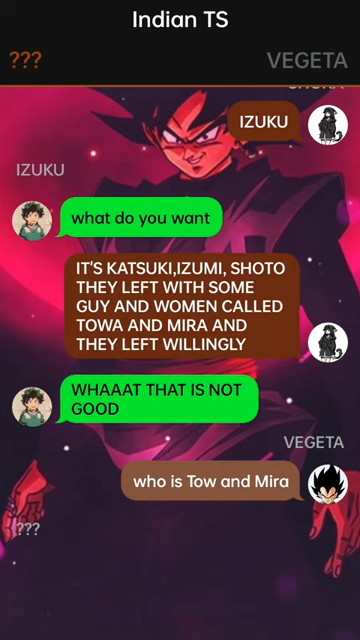 Indian TS
??? VEGETA
IZUKU
IZUKU
what do you want
IT'S KATSUKI,IZUMI, SHOTO
THEY LEFT WITH SOME
GUY AND WOMEN CALLED
TOWA AND MIRA AND
THEY LEFT WILLINGLY
WHAAAT THAT IS NOT
GOOD
VEGETA
who is Tow and Mira
???